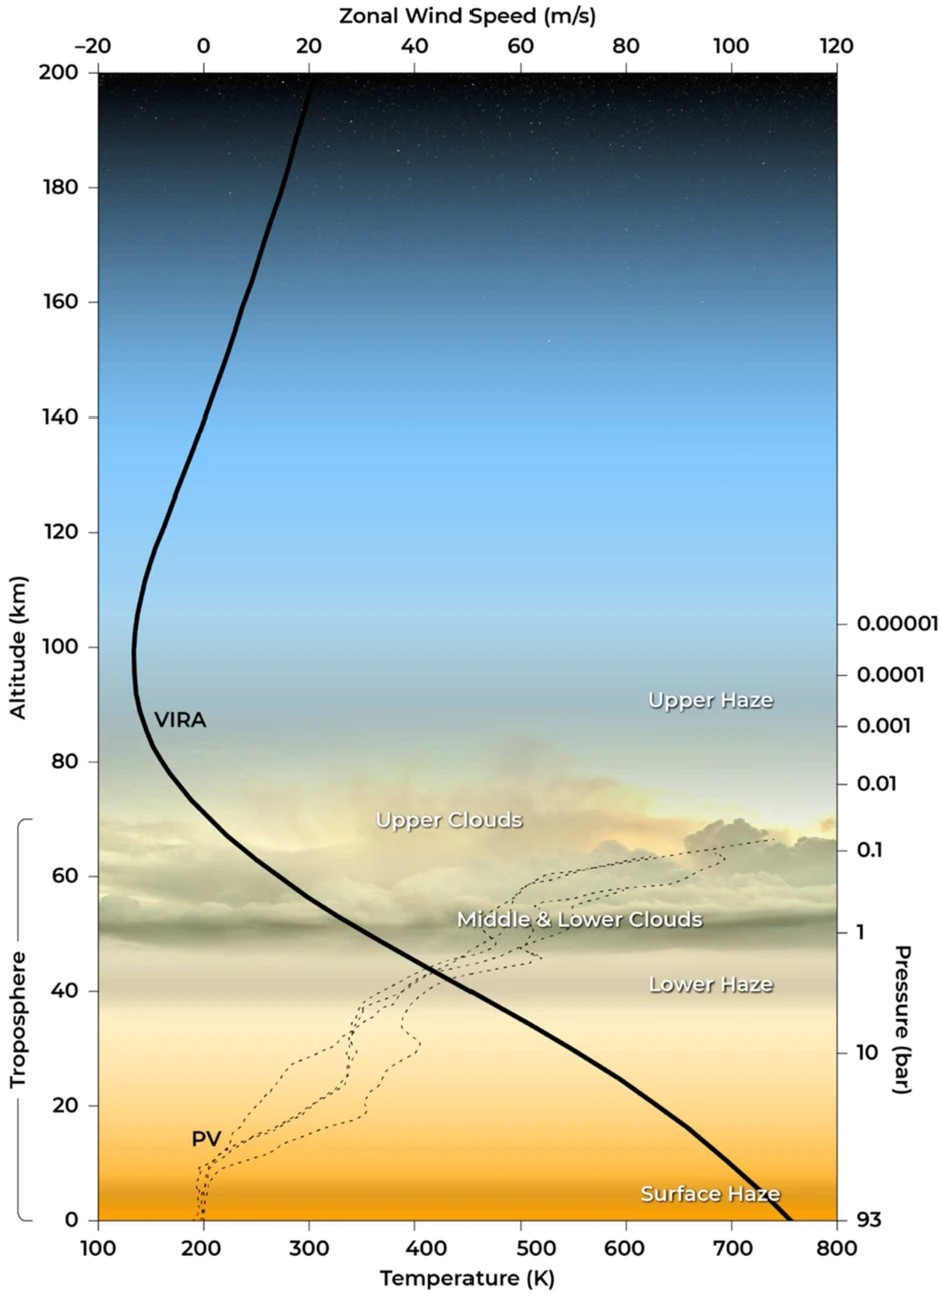 Zonal Wind Speed (m/s)
−20 0 20 40 60 80 100 120
200
180
160
140
120
100
80
60
40
20
0
Altitude (km)
Troposphere
0.00001
0.0001
0.001
0.01
0.1
1
10
93
Pressure (bar)
Upper Haze
VIRA
Upper Clouds
Middle & Lower Clouds
Lower Haze
PV
Surface Haze
100 200 300 400 500 600 700 800
Temperature (K)